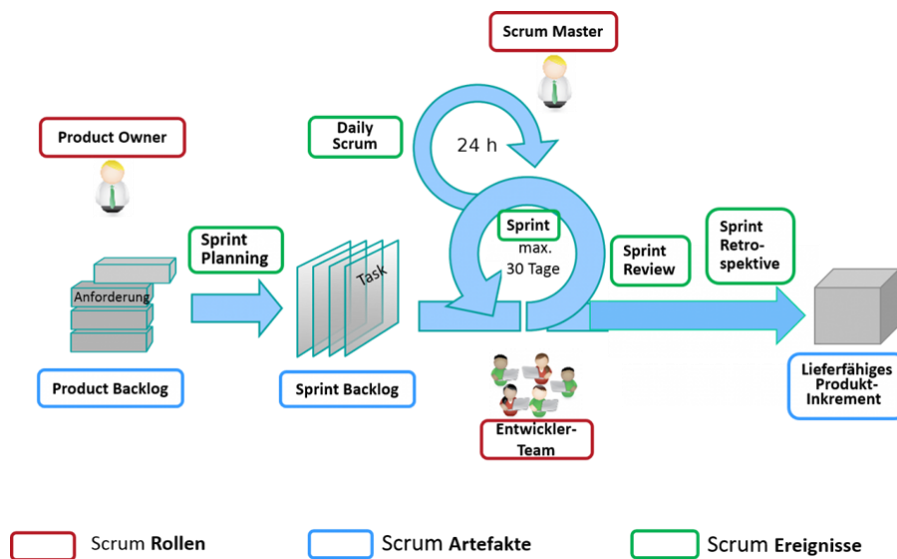 Scrum Master
Product Owner
Daily
Scrum
24 h
Sprint
Planning
Sprint
max.
30 Tage
Sprint
Review
Sprint
Retro-
spektive
Anforderung
Task
Product Backlog
Sprint Backlog
Entwickler-
Team
Lieferfähiges
Produkt-
Inkrement
Scrum Rollen
Scrum Artefakte
Scrum Ereignisse